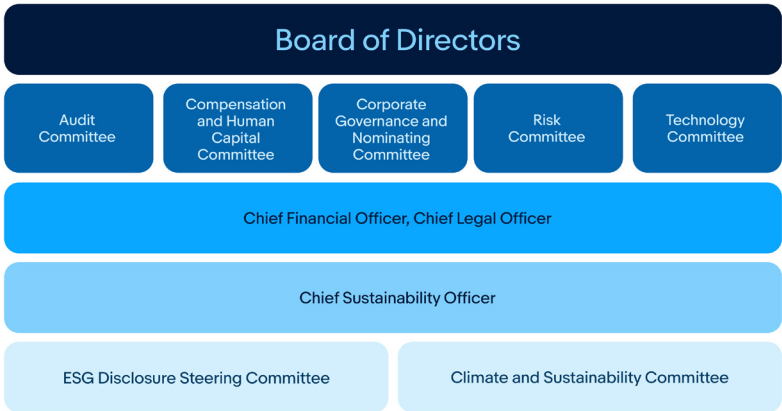 Board of Directors
Audit
Committee
Compensation
and Human
Capital
Committee
Corporate
Governance and
Nominating
Committee
Risk
Committee
Technology
Committee
Chief Financial Officer, Chief Legal Officer
Chief Sustainability Officer
ESG Disclosure Steering Committee
Climate and Sustainability Committee